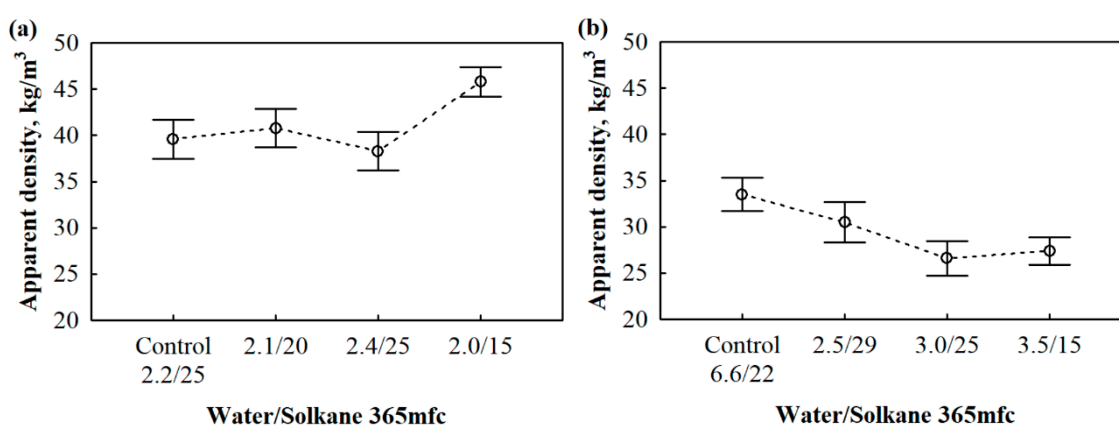 (a)
Apparent density, kg/m³
50
45
40
35
30
25
20
Control 2.1/20 2.4/25 2.0/15
2.2/25
Water/Solkane 365mfc
(b)
Apparent density, kg/m³
50
45
40
35
30
25
20
Control 2.5/29 3.0/25 3.5/15
6.6/22
Water/Solkane 365mfc